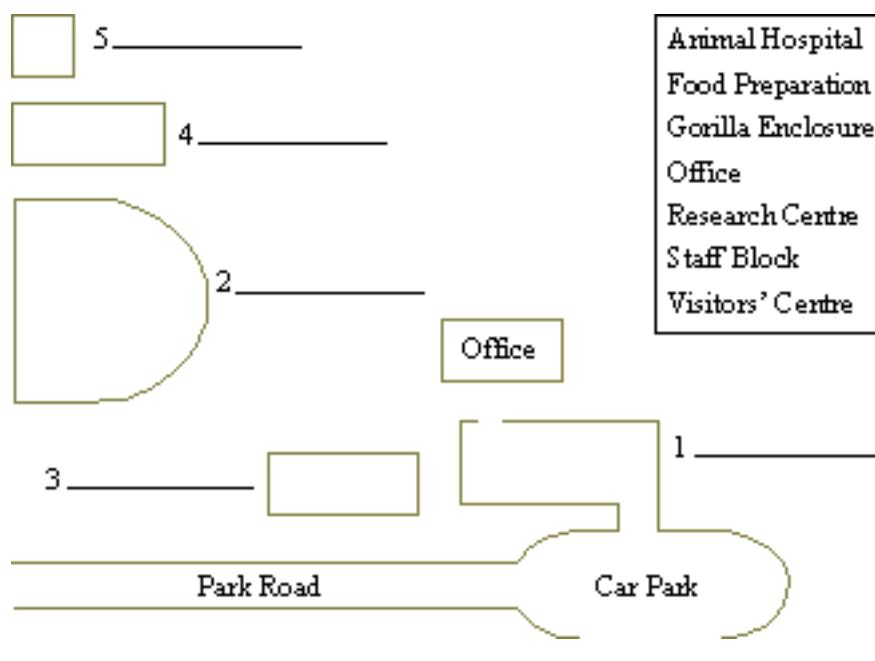 5
Animal Hospital
Food Preparation
4
Gorilla Enclosure
Office
Research Centre
Staff Block
2
Visitors' Centre
Office
1
3
Park Road
Car Park